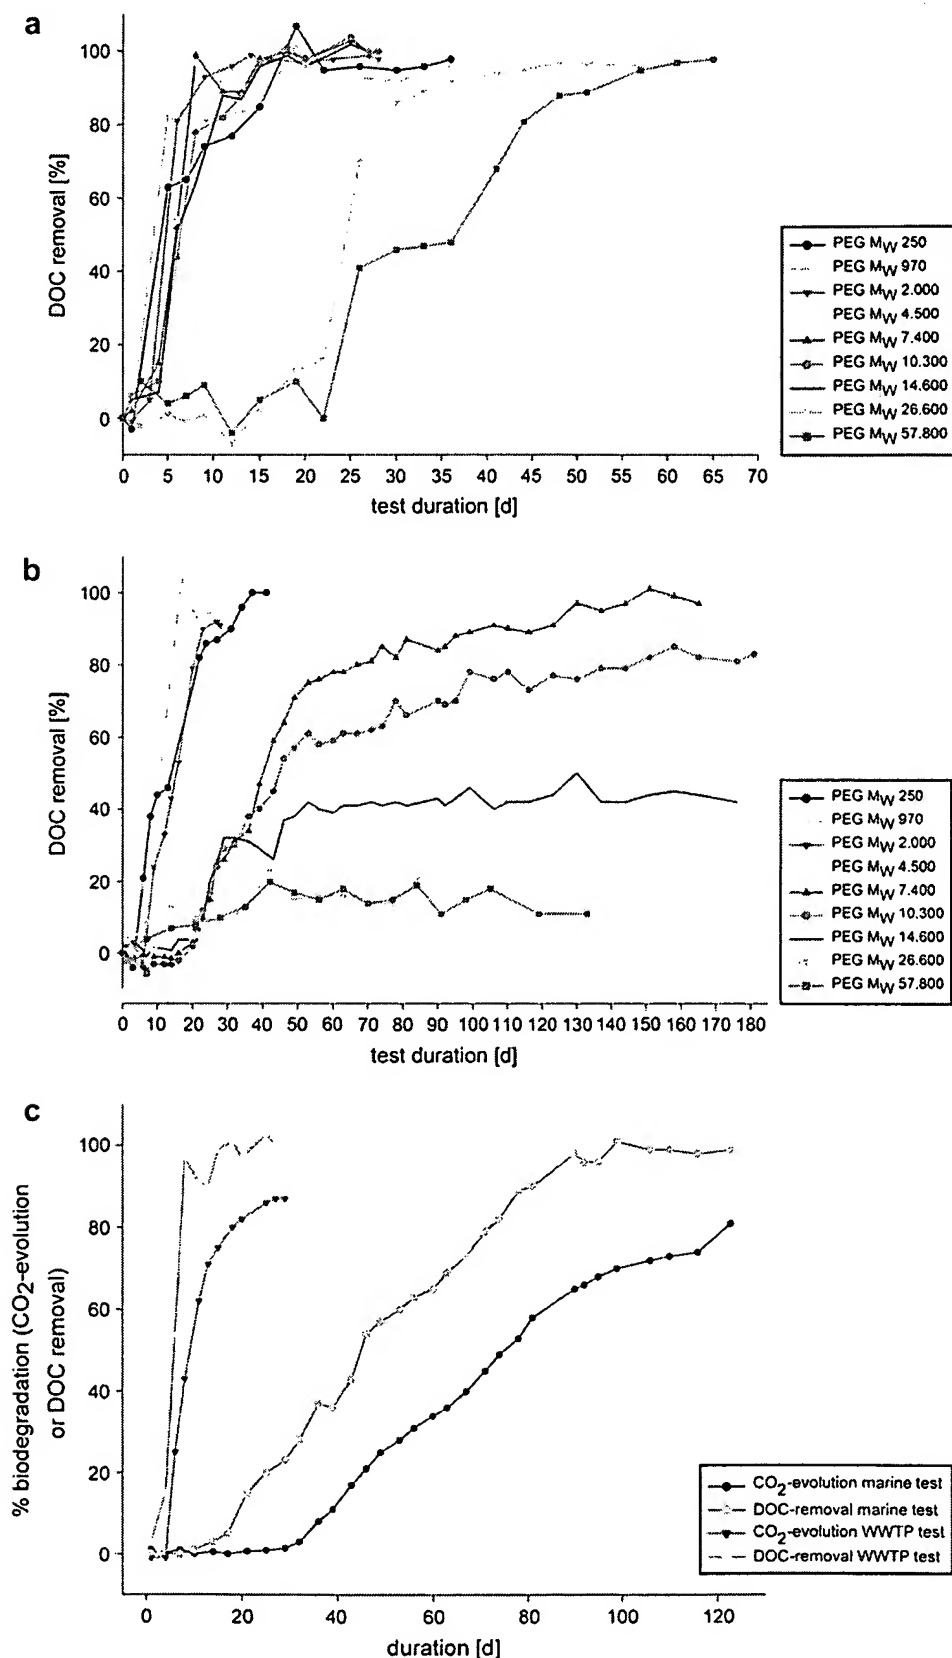 a
100
80
60
40
20
0
DOC removal [%]
0 5 10 15 20 25 30 35 40 45 50 55 60 65 70
test duration [d]
PEG MW 250
PEG MW 970
PEG MW 2.000
PEG MW 4.500
PEG MW 7.400
PEG MW 10.300
PEG MW 14.600
PEG MW 26.600
PEG MW 57.800
b
100
80
60
40
20
0
DOC removal [%]
0 10 20 30 40 50 60 70 80 90 100 110 120 130 140 150 160 170 180
test duration [d]
PEG MW 250
PEG MW 970
PEG MW 2.000
PEG MW 4.500
PEG MW 7.400
PEG MW 10.300
PEG MW 14.600
PEG MW 26.600
PEG MW 57.800
c
100
80
60
40
20
0
% biodegradation (CO2-evolution
or DOC removal)
0 20 40 60 80 100 120
duration [d]
CO2-evolution marine test
DOC-removal marine test
CO2-evolution WWTP test
DOC-removal WWTP test